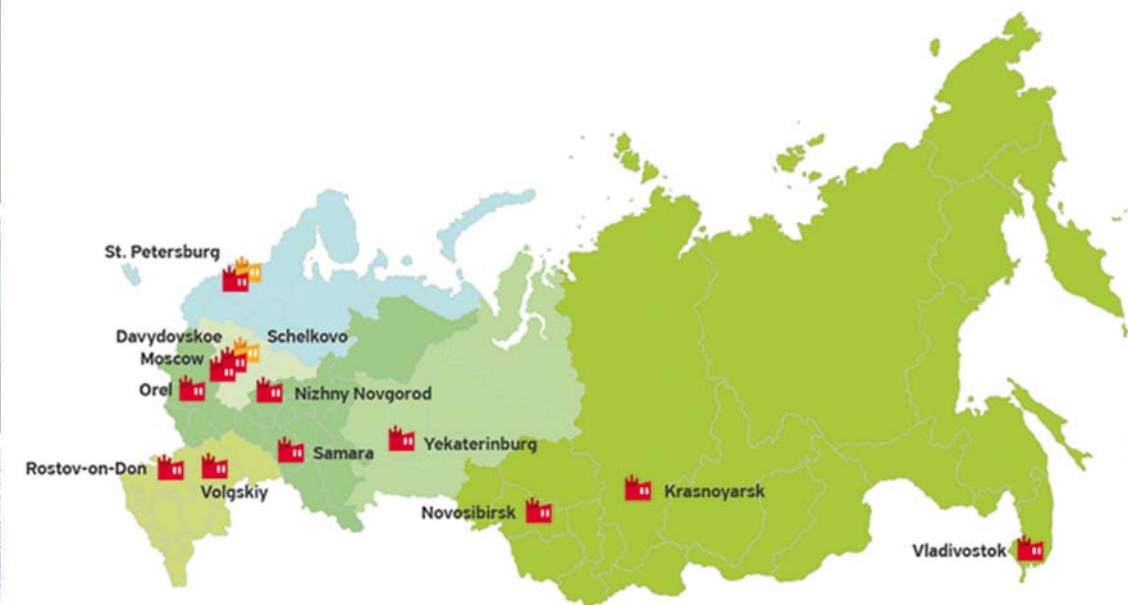 St. Petersburg
Davydovskoe
Schelkovo
Moscow
Orel
Nizhny Novgorod
Yekaterinburg
Samara
Rostov-on-Don
Volgskiy
Krasnoyarsk
Novosibirsk
Vladivostok